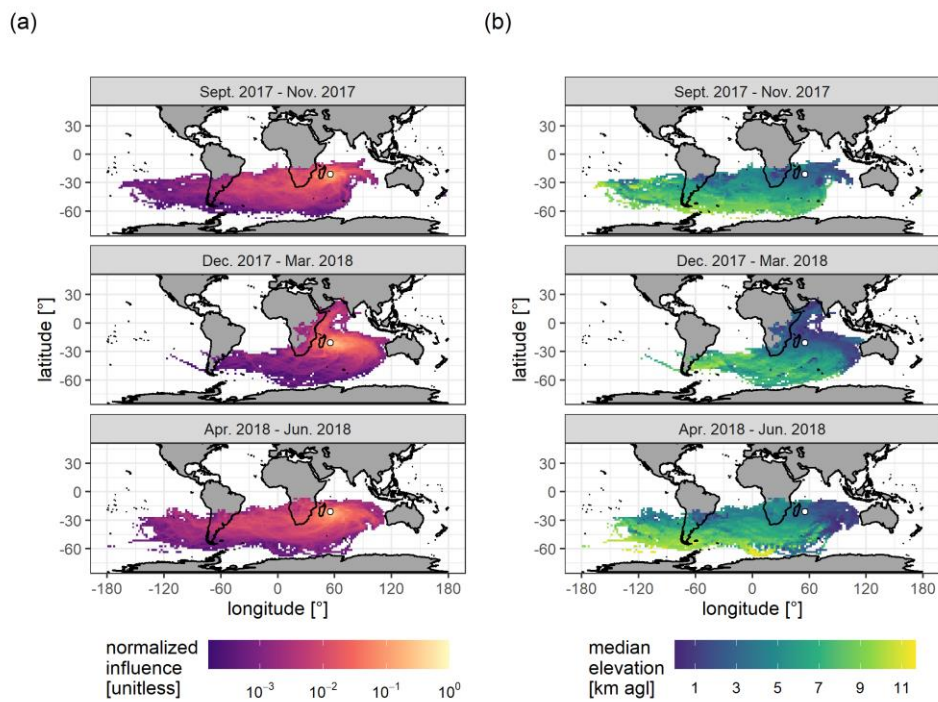 (a)
(b)
Sept. 2017 - Nov. 2017
Sept. 2017 - Nov. 2017
30
0
-30
-60
30
0
-30
-60
Dec. 2017 - Mar. 2018
Dec. 2017 - Mar. 2018
latitude [°]
30
0
-30
-60
latitude [°]
30
0
-30
-60
Apr. 2018 - Jun. 2018
Apr. 2018 - Jun. 2018
30
0
-30
-60
30
0
-30
-60
-180 -120 -60 0 60 120 180
-180 -120 -60 0 60 120 180
longitude [°]
longitude [°]
normalized
influence
[unitless]
10⁻³ 10⁻² 10⁻¹ 10⁰
median
elevation
[km agl]
1 3 5 7 9 11